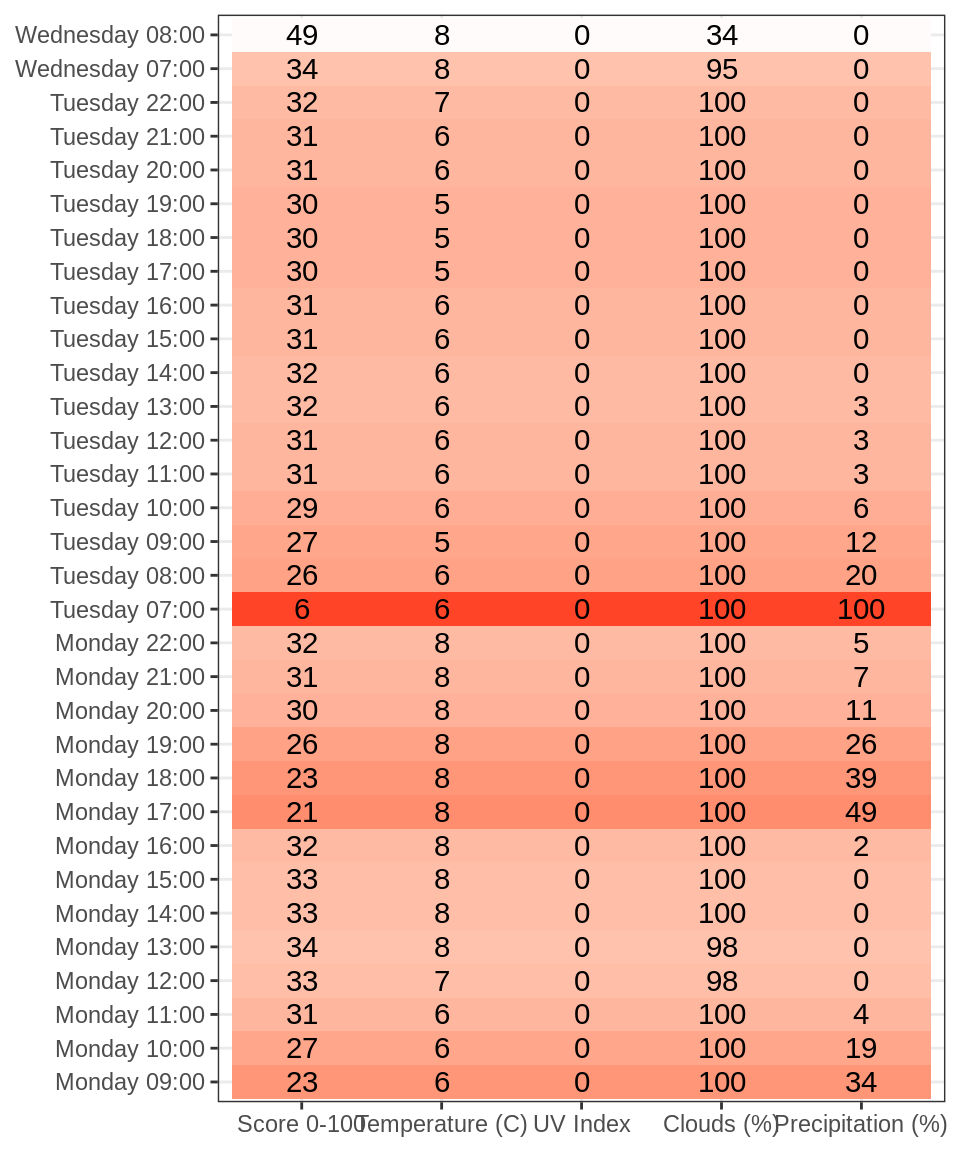 Wednesday 08:00 49 8 0 34 0
Wednesday 07:00 34 8 0 95 0
Tuesday 22:00 32 7 0 100 0
Tuesday 21:00 31 6 0 100 0
Tuesday 20:00 31 6 0 100 0
Tuesday 19:00 30 5 0 100 0
Tuesday 18:00 30 5 0 100 0
Tuesday 17:00 30 5 0 100 0
Tuesday 16:00 31 6 0 100 0
Tuesday 15:00 31 6 0 100 0
Tuesday 14:00 32 6 0 100 0
Tuesday 13:00 32 6 0 100 3
Tuesday 12:00 31 6 0 100 3
Tuesday 11:00 31 6 0 100 3
Tuesday 10:00 29 6 0 100 6
Tuesday 09:00 27 5 0 100 12
Tuesday 08:00 26 6 0 100 20
Tuesday 07:00 6 6 0 100 100
Monday 22:00 32 8 0 100 5
Monday 21:00 31 8 0 100 7
Monday 20:00 30 8 0 100 11
Monday 19:00 26 8 0 100 26
Monday 18:00 23 8 0 100 39
Monday 17:00 21 8 0 100 49
Monday 16:00 32 8 0 100 2
Monday 15:00 33 8 0 100 0
Monday 14:00 33 8 0 100 0
Monday 13:00 34 8 0 98 0
Monday 12:00 33 7 0 98 0
Monday 11:00 31 6 0 100 4
Monday 10:00 27 6 0 100 19
Monday 09:00 23 6 0 100 34
Score 0-100 Temperature (C) UV Index Clouds (%) Precipitation (%)